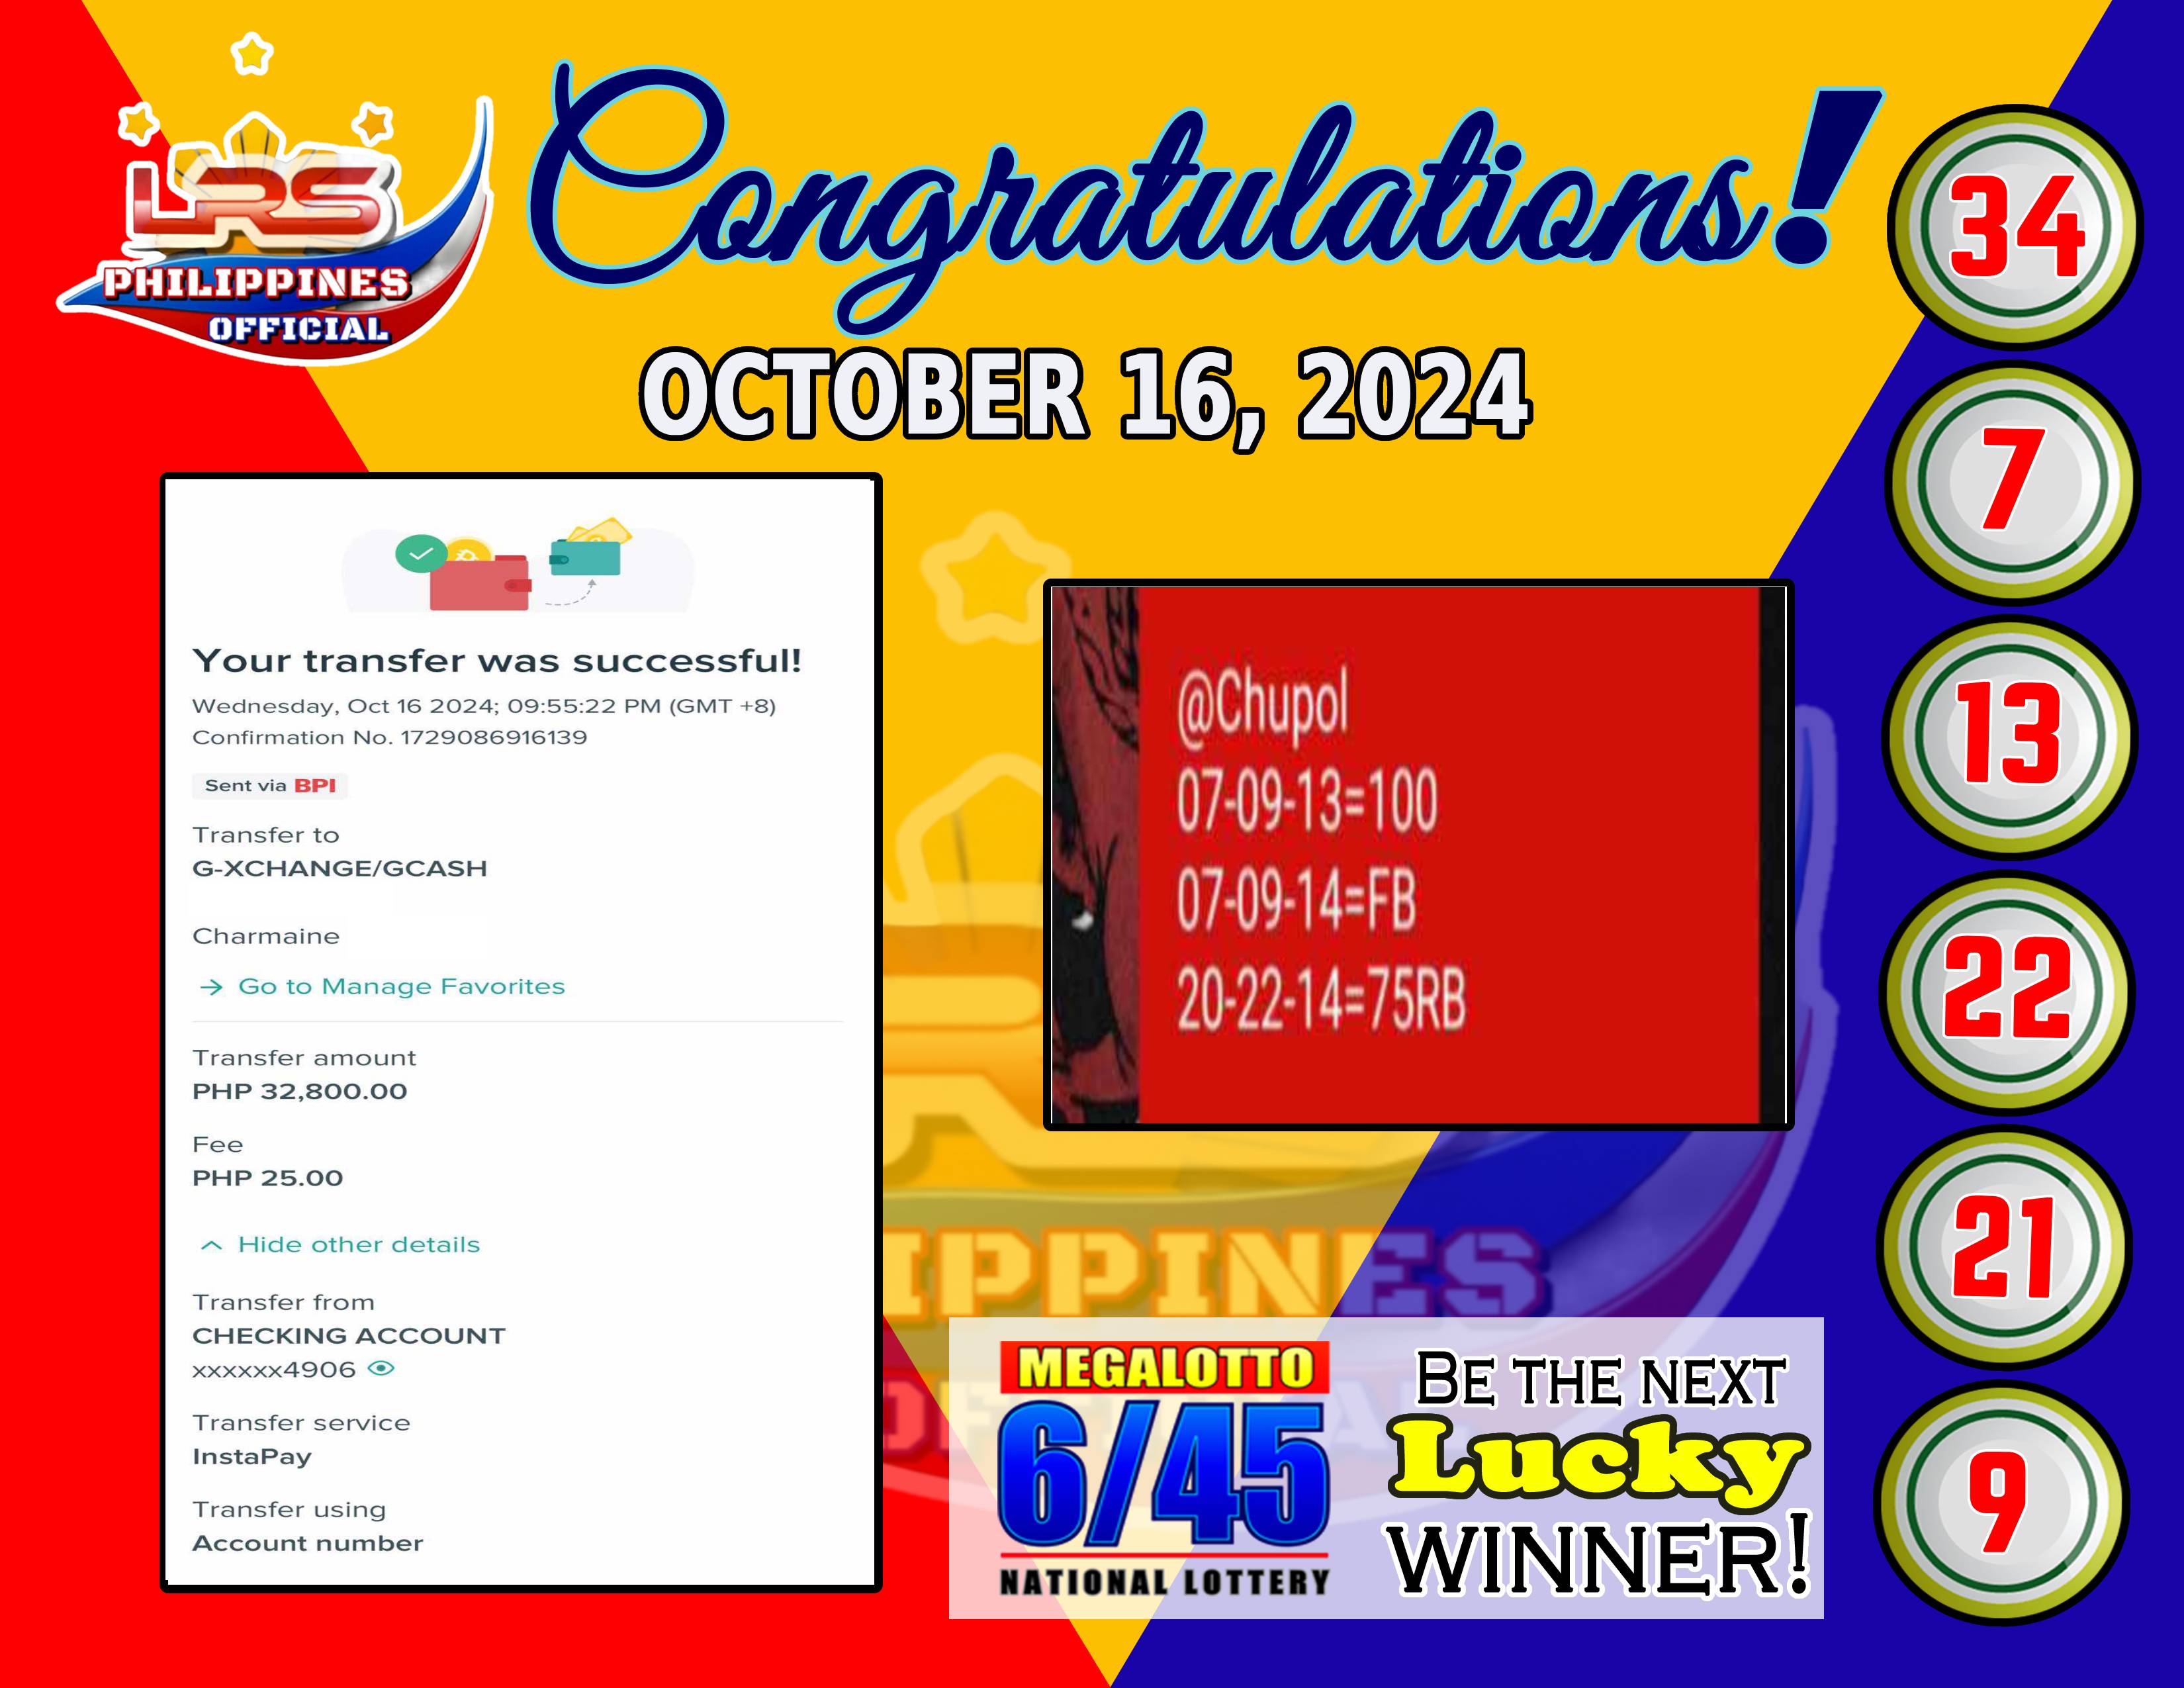 LRS
PHILIPPINES
OFFICIAL
Congratulations!
OCTOBER 16, 2024
Your transfer was successful!
Wednesday, Oct 16 2024; 09:55:22 PM (GMT +8)
Confirmation No. 1729086916139
Sent via BPI
Transfer to
G-XCHANGE/GCASH
Charmaine
→ Go to Manage Favorites
Transfer amount
PHP 32,800.00
Fee
PHP 25.00
Hide other details
Transfer from
CHECKING ACCOUNT
xxxxxx4906
Transfer service
InstaPay
Transfer using
Account number
@Chupol
07-09-13=100
07-09-14=FB
20-22-14=75RB
IPPINES
MEGALOTTO
6/45
NATIONAL LOTTERY
BE THE NEXT
Lucky
WINNER!
34
7
13
22
21
9